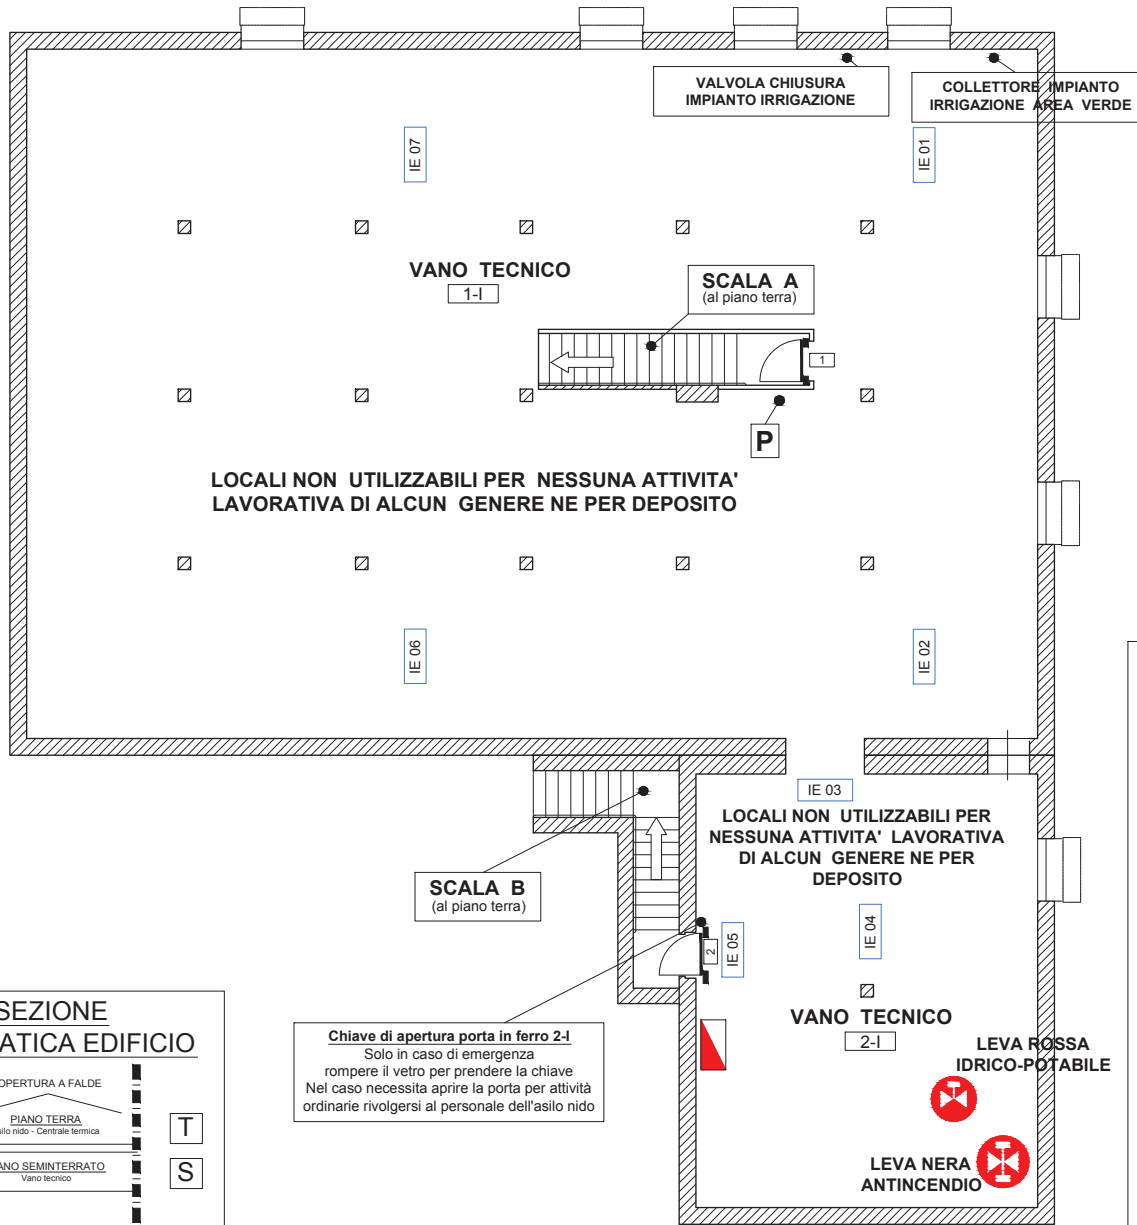 VALVOLA CHIUSURA
IMPIANTO IRRIGAZIONE
COLLETTORE IMPIANTO
IRRIGAZIONE AREA VERDE
IE 07
IE 01
VANO TECNICO
1-I
SCALA A
(al piano terra)
1
P
LOCALI NON UTILIZZABILI PER NESSUNA ATTIVITA'
LAVORATIVA DI ALCUN GENERE NE PER DEPOSITO
IE 06
IE 02
IE 03
LOCALI NON UTILIZZABILI PER
NESSUNA ATTIVITA' LAVORATIVA
DI ALCUN GENERE NE PER
DEPOSITO
SCALA B
(al piano terra)
2
IE 05
IE 04
VANO TECNICO
2-I
LEVA ROSSA
IDRICO-POTABILE
LEVA NERA
ANTINCENDIO
Chiave di apertura porta in ferro 2-I
Solo in caso di emergenza
rompere il vetro per prendere la chiave
Nel caso necessita aprire la porta per attività
ordinarie rivolgersi al personale dell'asilo nido
SEZIONE
ATICA EDIFICIO
OPERTURA A FALDE
PIANO TERRA
silo nido - Centrale termica
T
ANO SEMINTERRATO
Vano tecnico
S